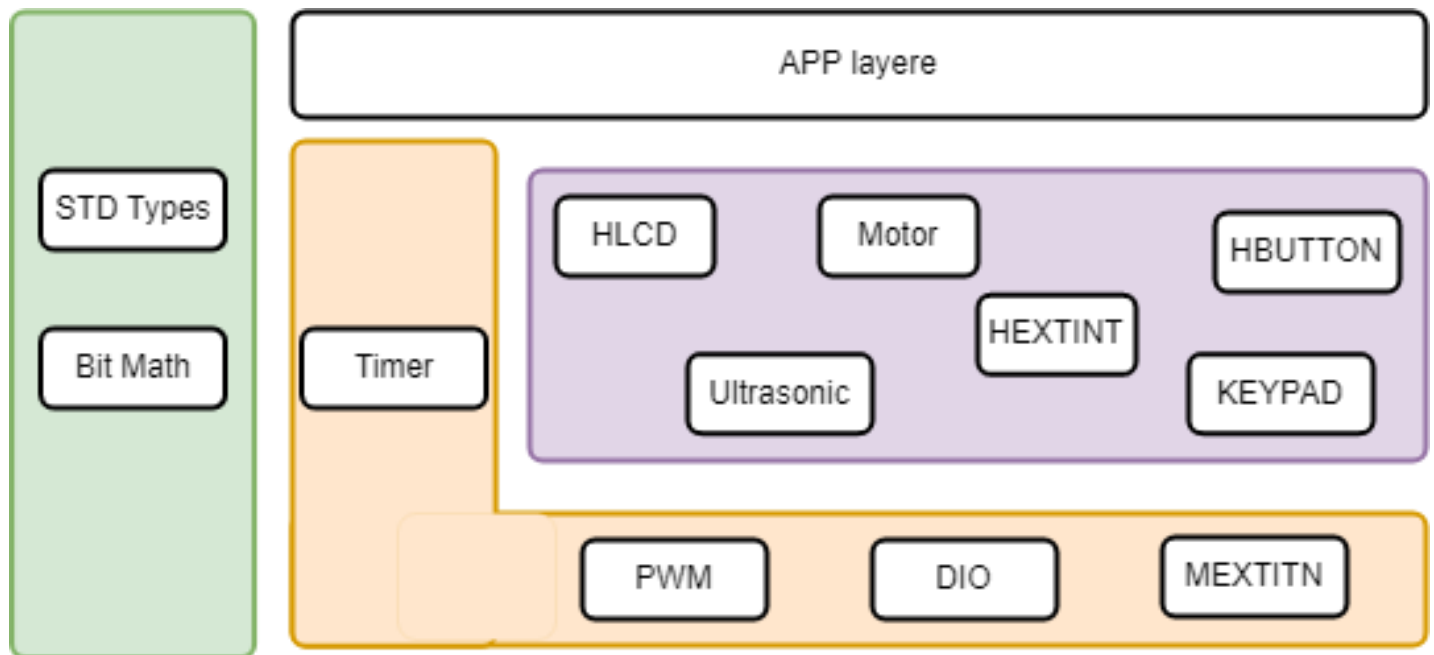 APP layere
STD Types
Bit Math
Timer
HLCD
Motor
HBUTTON
HEXTINT
Ultrasonic
KEYPAD
PWM
DIO
MEXTITN